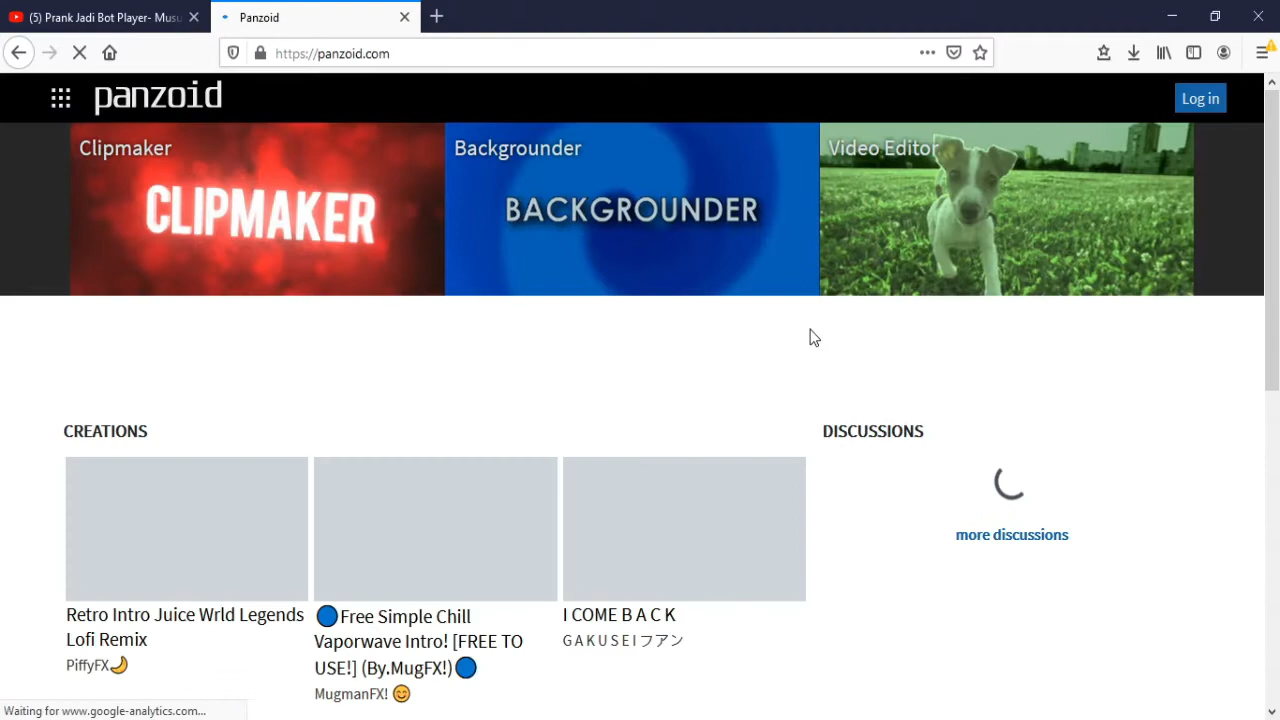 (5) Prank Jadi Bot Player- Musu
Panzoid
https://panzoid.com
panzoid
Log in
Clipmaker
CLIPMAKER
Backgrounder
BACKGROUNDER
Video Editor
CREATIONS
DISCUSSIONS
more discussions
Retro Intro Juice Wrld Legends
Lofi Remix
PiffyFX🌙
🔵Free Simple Chill
Vaporwave Intro! [FREE TO
USE!] (By.MugFX!)🔵
MugmanFX! 😊
I COME B A C K
G A K U S E I フアン
Waiting for www.google-analytics.com...